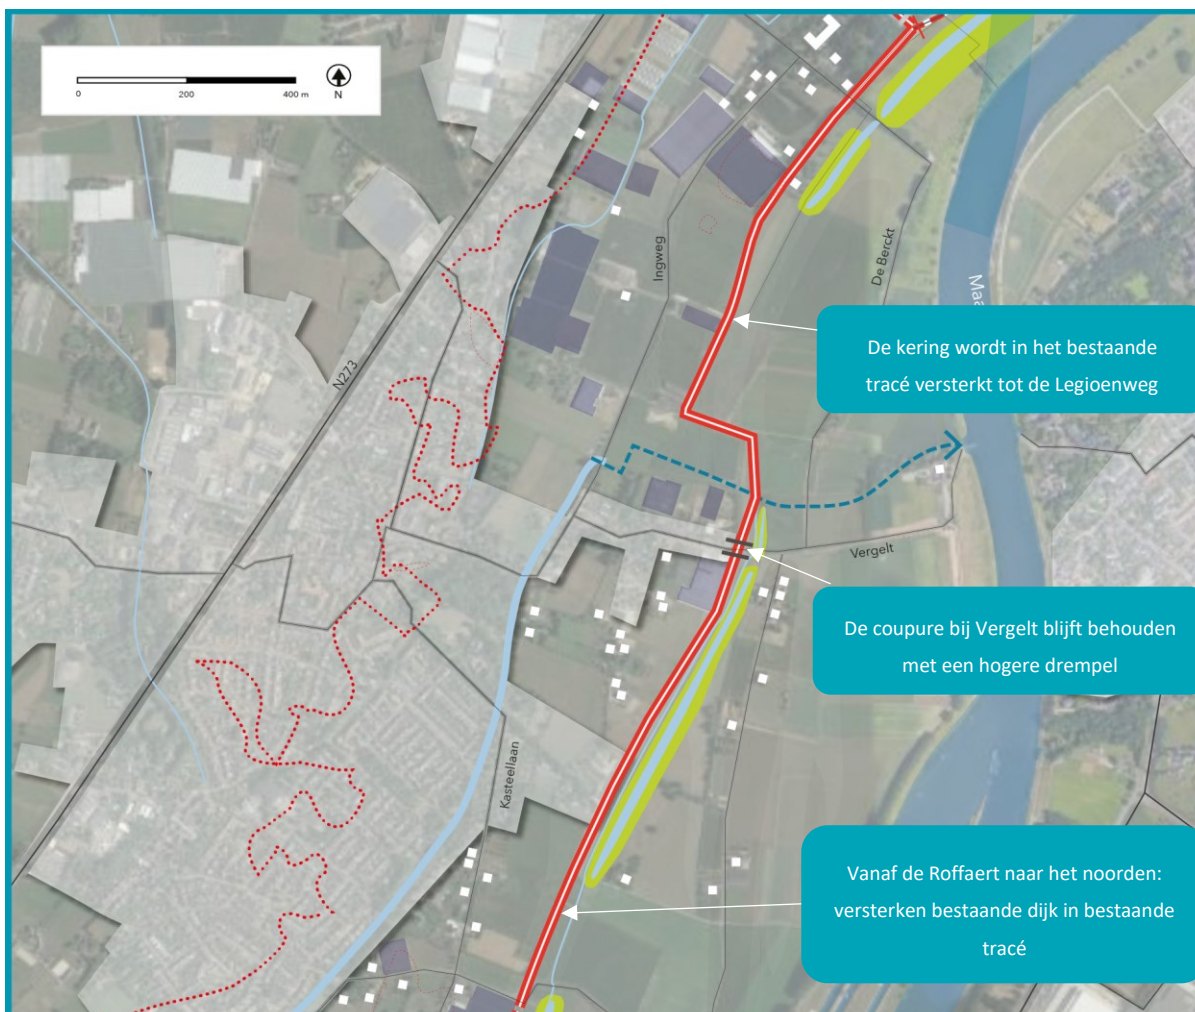 0 200 400 m
N
N273
Ingweg
De Berckt
Maa
De kering wordt in het bestaande
tracé versterkt tot de Legioenweg
Vergelt
De coupure bij Vergelt blijft behouden
met een hogere drempel
Kasteellaan
Vanaf de Roffaert naar het noorden:
versterken bestaande dijk in bestaande
tracé